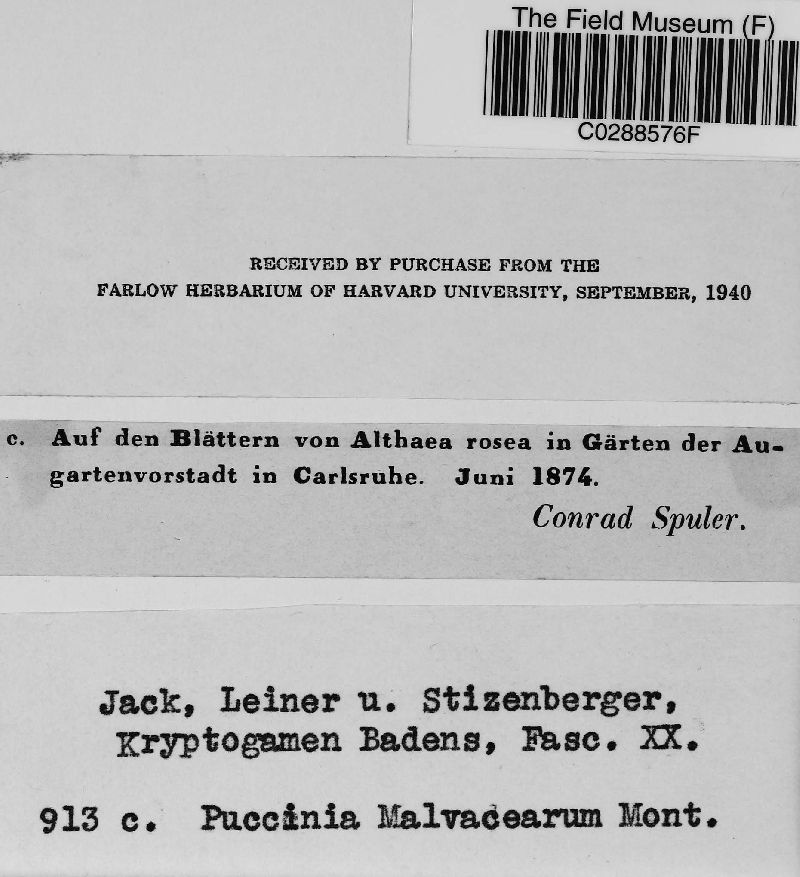 The Field Museum (F)
C0288576F
RECEIVED BY PURCHASE FROM THE
FARLOW HERBARIUM OF HARVARD UNIVERSITY, SEPTEMBER, 1940
c. Auf den Blättern von Althaea rosea in Gärten der Au-
gartenvorstadt in Carlsruhe. Juni 1874.
Conrad Spuler.
Jack, Leiner u. Stizenberger,
Kryptogamen Badens, Fasc. XX.
913 c. Puccinia Malvacearum Mont.